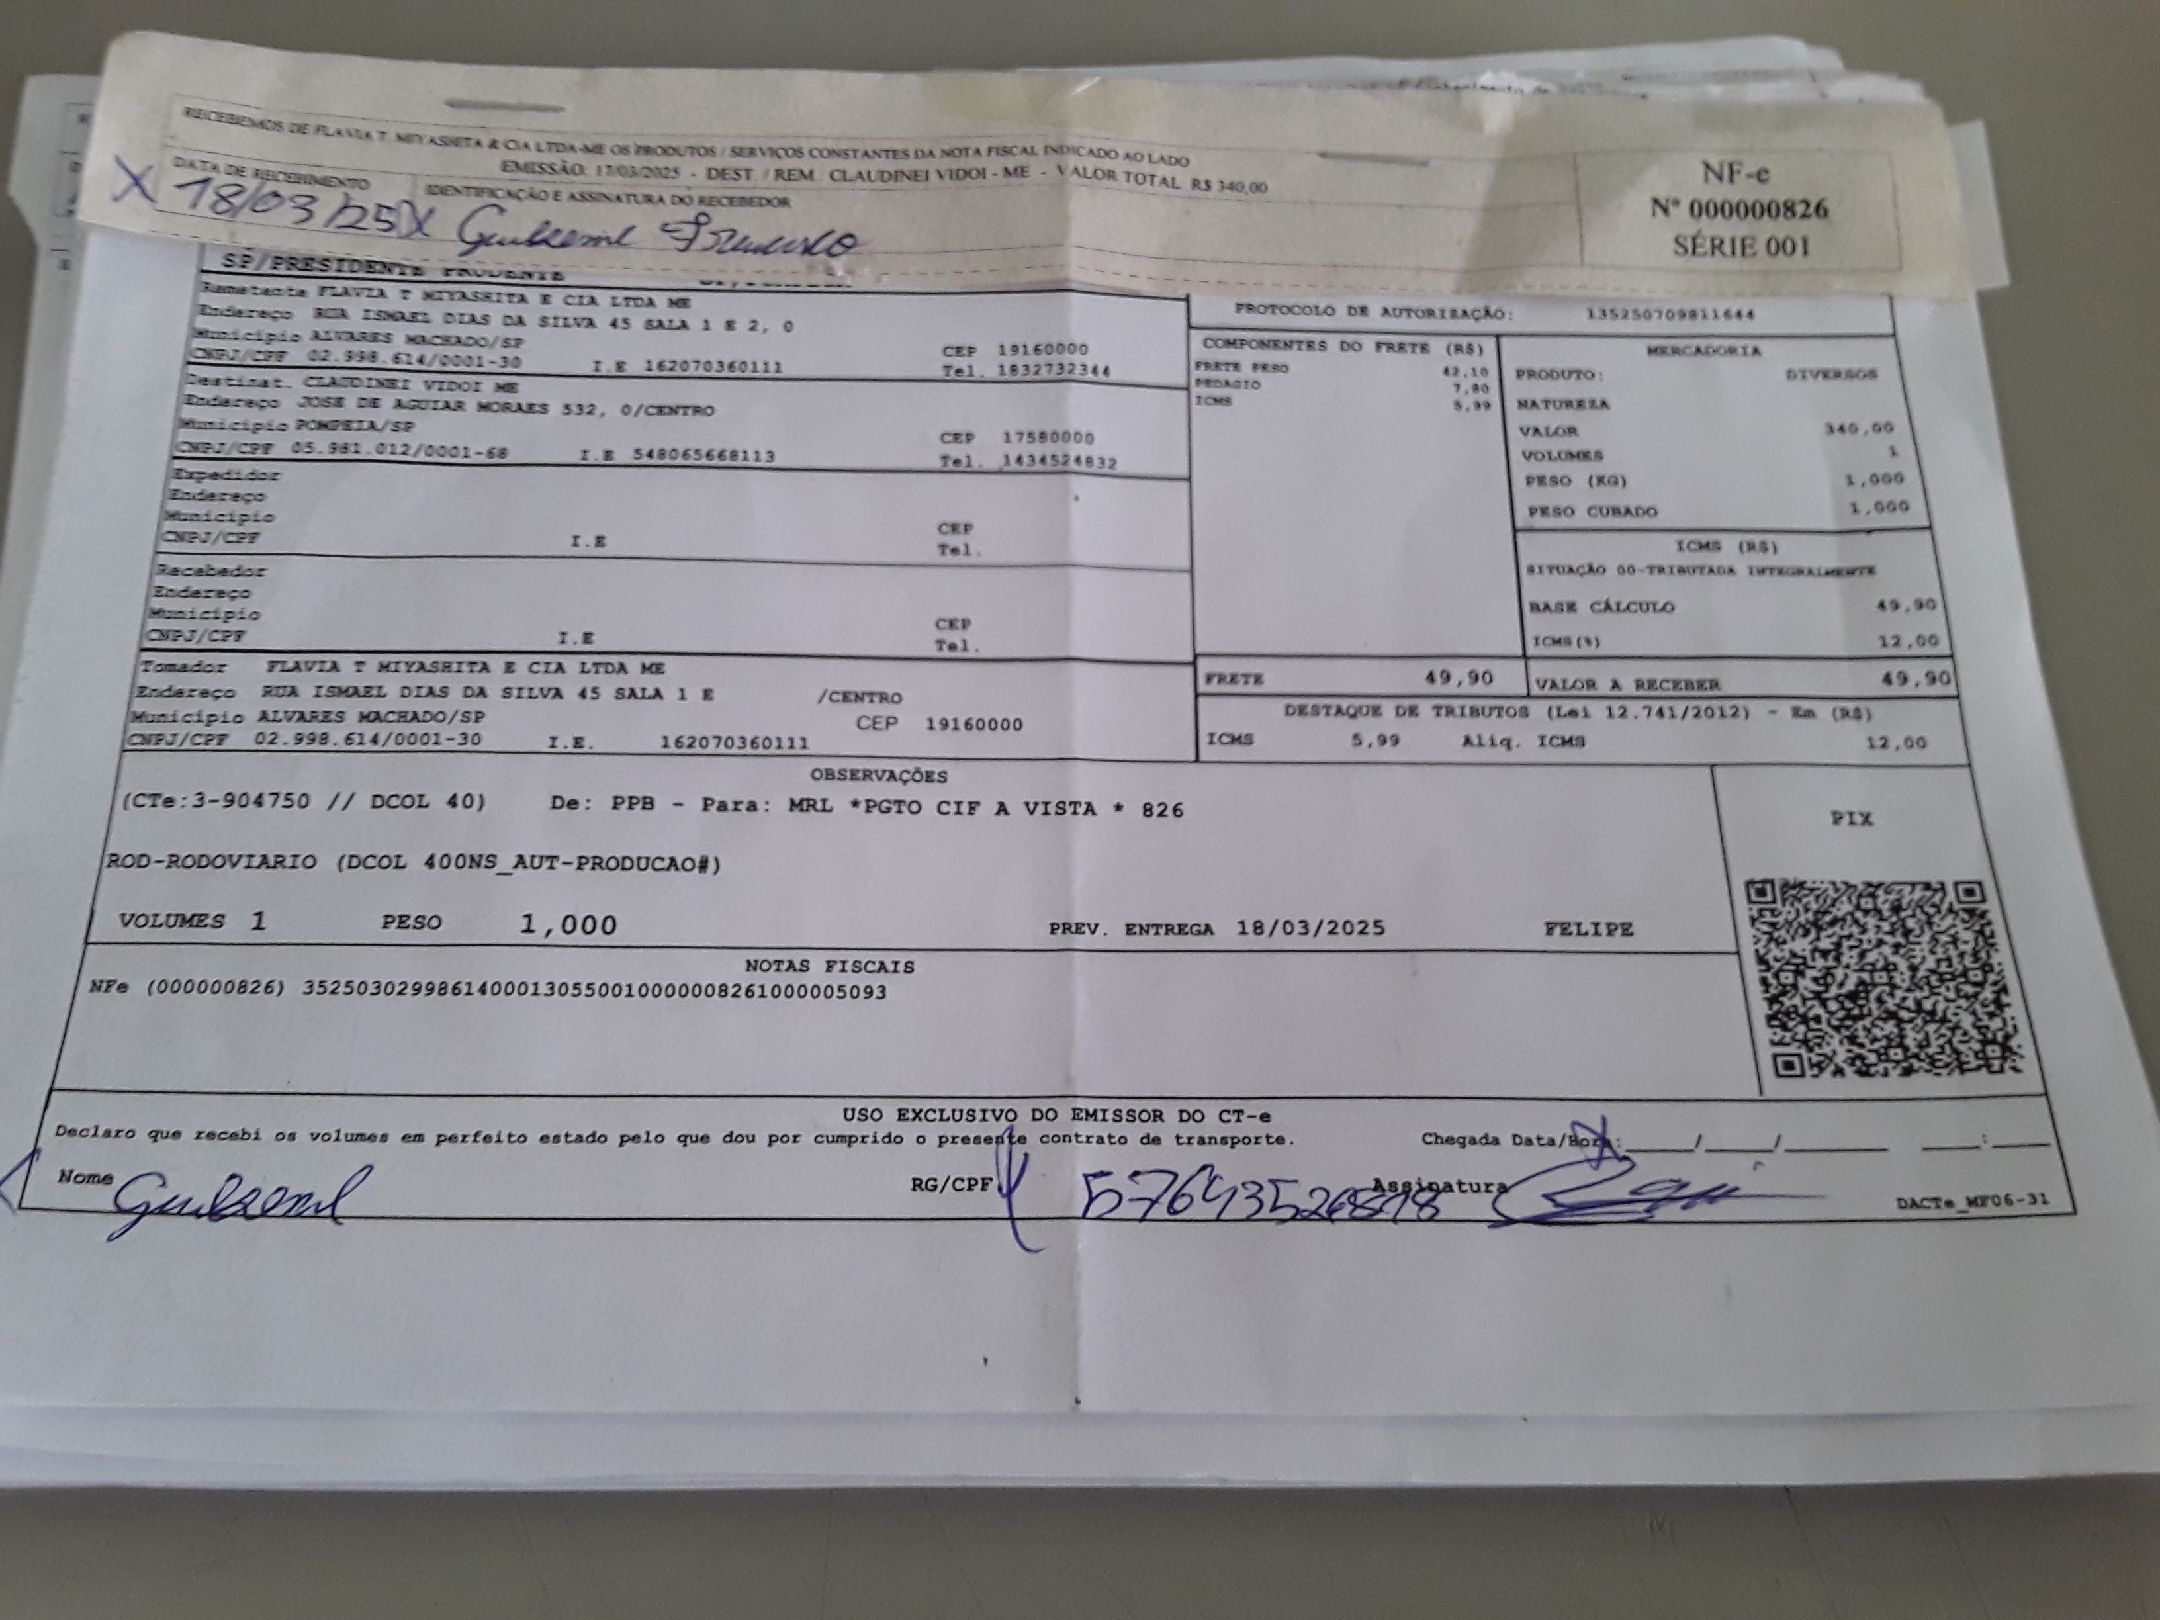 RECEBEMOS DE FLAVIA T. MIYASHITA & CIA LTDA-ME OS PRODUTOS / SERVIÇOS CONSTANTES DA NOTA FISCAL INDICADO AO LADO
EMISSÃO: 17/03/2025 - DEST. / REM. CLAUDINEI VIDOI - ME - VALOR TOTAL R$ 340,00
DATA DE RECEBIMENTO
IDENTIFICAÇÃO E ASSINATURA DO RECEBEDOR
X 18/03/25 X
NF-e
Nº 000000826
SÉRIE 001
SP/PRESIDENTE PRUDENTE
Remetente FLAVIA T MIYASHITA E CIA LTDA ME
Endereço RUA ISMAEL DIAS DA SILVA 45 SALA 1 E 2, 0
Município ALVARES MACHADO/SP CEP 19160000
CNPJ/CPF 02.998.614/0001-30 I.E 162070360111 Tel. 1832732344
Destinat. CLAUDINEI VIDOI ME
Endereço JOSE DE AGUIAR MORAES 532, 0/CENTRO
Município POMPEIA/SP CEP 17580000
CNPJ/CPF 05.981.012/0001-68 I.E 548065668113 Tel. 1434524832
Expedidor
Endereço
Município CEP
CNPJ/CPF I.E Tel.
Recebedor
Endereço
Município CEP
CNPJ/CPF I.E Tel.
Tomador FLAVIA T MIYASHITA E CIA LTDA ME
Endereço RUA ISMAEL DIAS DA SILVA 45 SALA 1 E /CENTRO
Município ALVARES MACHADO/SP CEP 19160000
CNPJ/CPF 02.998.614/0001-30 I.E. 162070360111
PROTOCOLO DE AUTORIZAÇÃO: 135250709811644
COMPONENTES DO FRETE (R$)
FRETE PESO 42,10
PEDAGIO 7,80
ICMS 5,99
MERCADORIA
PRODUTO: DIVERSOS
NATUREZA
VALOR 340,00
VOLUMES 1
PESO (KG) 1,000
PESO CUBADO 1,000
ICMS (R$)
SITUAÇÃO 00-TRIBUTADA INTEGRALMENTE
BASE CÁLCULO 49,90
ICMS(%) 12,00
FRETE 49,90
VALOR A RECEBER 49,90
DESTAQUE DE TRIBUTOS (Lei 12.741/2012) - Em (R$)
ICMS 5,99 Aliq. ICMS 12,00
OBSERVAÇÕES
(CTe:3-904750 // DCOL 40) De: PPB - Para: MRL *PGTO CIF A VISTA * 826
ROD-RODOVIARIO (DCOL 400NS_AUT-PRODUCAO#)
VOLUMES 1 PESO 1,000 PREV. ENTREGA 18/03/2025 FELIPE
PIX
NOTAS FISCAIS
NFe (000000826) 35250302998614000130550010000008261000005093
USO EXCLUSIVO DO EMISSOR DO CT-e
Declaro que recebi os volumes em perfeito estado pelo que dou por cumprido o presente contrato de transporte. Chegada Data/Hora:____/____/______ ___:____
Nome RG/CPF Assinatura
DACTe_MF06-31